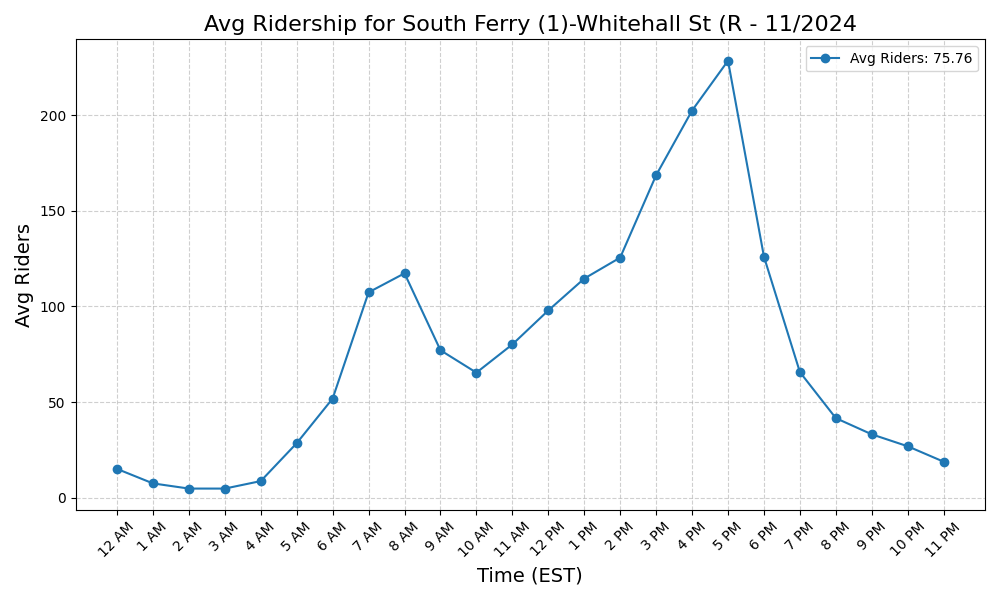 Avg Ridership for South Ferry (1)-Whitehall St (R - 11/2024
Avg Riders: 75.76
Avg Riders
200
150
100
50
0
12 AM
1 AM
2 AM
3 AM
4 AM
5 AM
6 AM
7 AM
8 AM
9 AM
10 AM
11 AM
12 PM
1 PM
2 PM
3 PM
4 PM
5 PM
6 PM
7 PM
8 PM
9 PM
10 PM
11 PM
Time (EST)